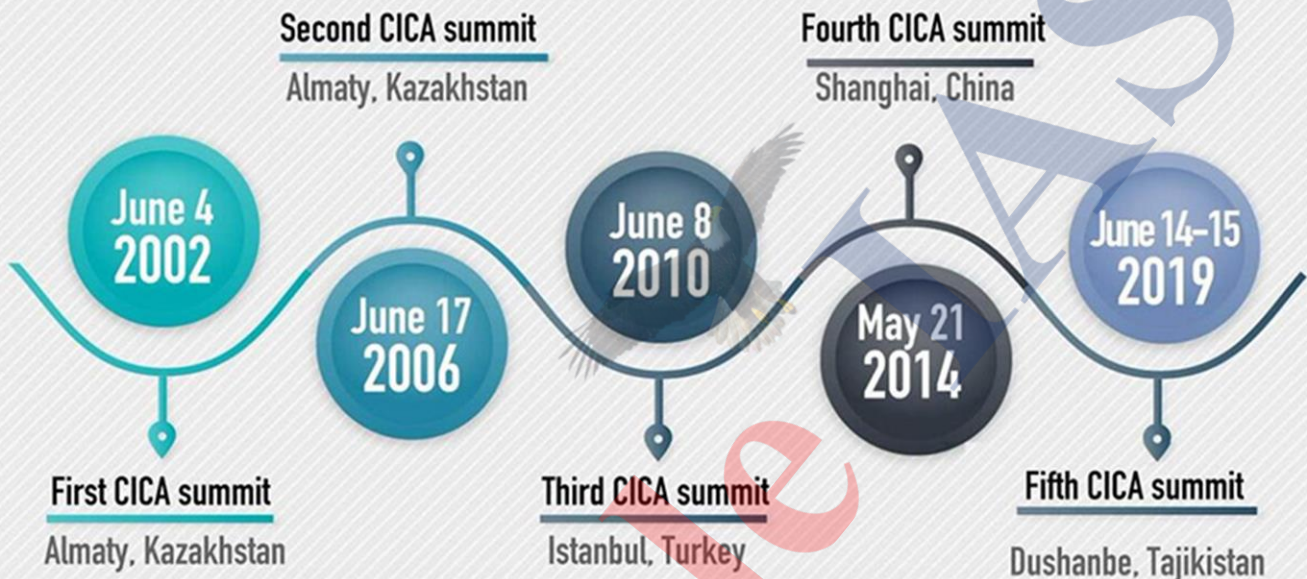 Second CICA summit
Almaty, Kazakhstan
Fourth CICA summit
Shanghai, China
June 4
2002
June 17
2006
June 8
2010
May 21
2014
June 14-15
2019
First CICA summit
Almaty, Kazakhstan
Third CICA summit
Istanbul, Turkey
Fifth CICA summit
Dushanbe, Tajikistan
le IAS